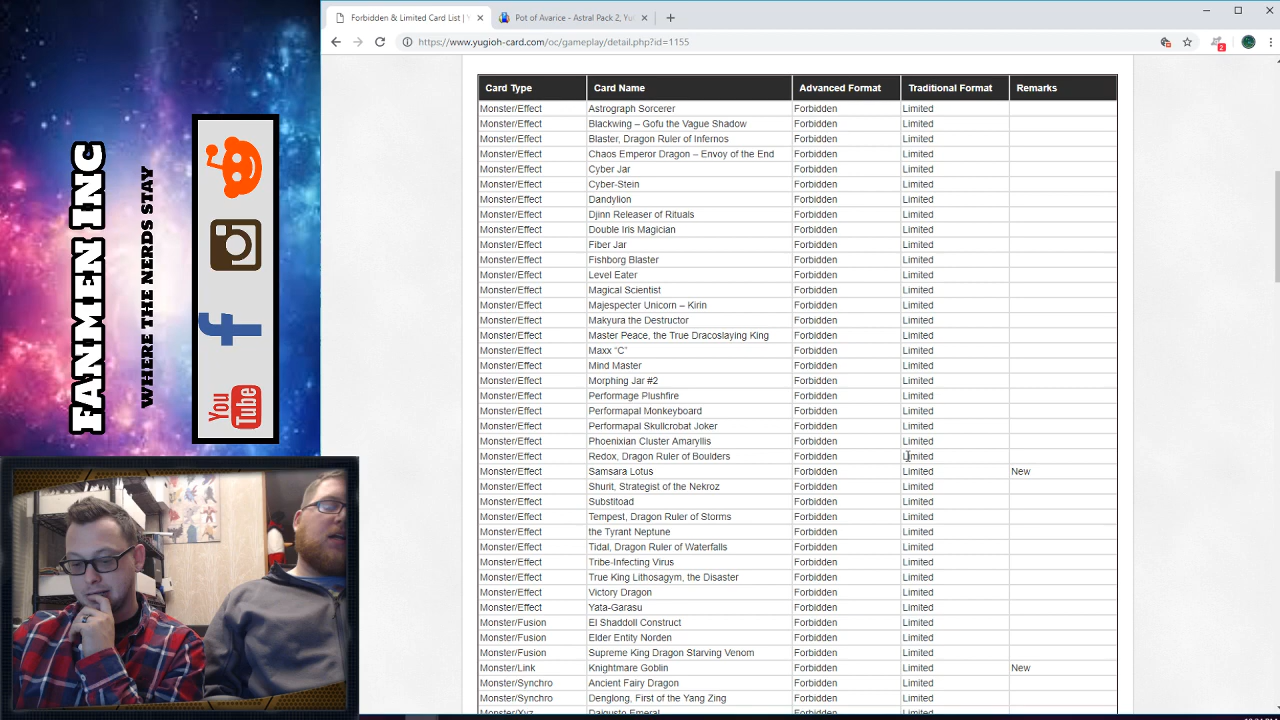 Forbidden & Limited Card List | Y
Pot of Avarice - Astral Pack 2, Yu
https://www.yugioh-card.com/oc/gameplay/detail.php?id=1155
2
FANMEN INC
WHERE THE NERDS STAY
You Tube
Card Type Card Name Advanced Format Traditional Format Remarks
Monster/Effect Astrograph Sorcerer Forbidden Limited
Monster/Effect Blackwing – Gofu the Vague Shadow Forbidden Limited
Monster/Effect Blaster, Dragon Ruler of Infernos Forbidden Limited
Monster/Effect Chaos Emperor Dragon – Envoy of the End Forbidden Limited
Monster/Effect Cyber Jar Forbidden Limited
Monster/Effect Cyber-Stein Forbidden Limited
Monster/Effect Dandylion Forbidden Limited
Monster/Effect Djinn Releaser of Rituals Forbidden Limited
Monster/Effect Double Iris Magician Forbidden Limited
Monster/Effect Fiber Jar Forbidden Limited
Monster/Effect Fishborg Blaster Forbidden Limited
Monster/Effect Level Eater Forbidden Limited
Monster/Effect Magical Scientist Forbidden Limited
Monster/Effect Majespecter Unicorn – Kirin Forbidden Limited
Monster/Effect Makyura the Destructor Forbidden Limited
Monster/Effect Master Peace, the True Dracoslaying King Forbidden Limited
Monster/Effect Maxx “C” Forbidden Limited
Monster/Effect Mind Master Forbidden Limited
Monster/Effect Morphing Jar #2 Forbidden Limited
Monster/Effect Performage Plushfire Forbidden Limited
Monster/Effect Performapal Monkeyboard Forbidden Limited
Monster/Effect Performapal Skullcrobat Joker Forbidden Limited
Monster/Effect Phoenixian Cluster Amaryllis Forbidden Limited
Monster/Effect Redox, Dragon Ruler of Boulders Forbidden Limited
Monster/Effect Samsara Lotus Forbidden Limited New
Monster/Effect Shurit, Strategist of the Nekroz Forbidden Limited
Monster/Effect Substitoad Forbidden Limited
Monster/Effect Tempest, Dragon Ruler of Storms Forbidden Limited
Monster/Effect the Tyrant Neptune Forbidden Limited
Monster/Effect Tidal, Dragon Ruler of Waterfalls Forbidden Limited
Monster/Effect Tribe-Infecting Virus Forbidden Limited
Monster/Effect True King Lithosagym, the Disaster Forbidden Limited
Monster/Effect Victory Dragon Forbidden Limited
Monster/Effect Yata-Garasu Forbidden Limited
Monster/Fusion El Shaddoll Construct Forbidden Limited
Monster/Fusion Elder Entity Norden Forbidden Limited
Monster/Fusion Supreme King Dragon Starving Venom Forbidden Limited
Monster/Link Knightmare Goblin Forbidden Limited New
Monster/Synchro Ancient Fairy Dragon Forbidden Limited
Monster/Synchro Denglong, First of the Yang Zing Forbidden Limited
Monster/Xyz Daigusto Emeral Forbidden Limited